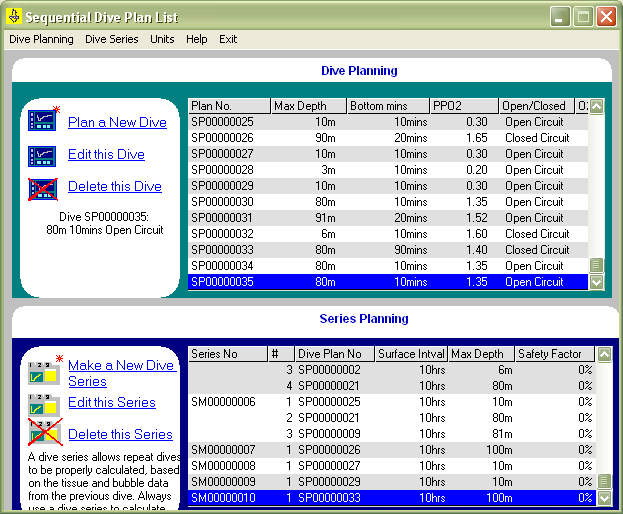 Sequential Dive Plan List
Dive Planning Dive Series Units Help Exit
Dive Planning
Plan a New Dive
Edit this Dive
Delete this Dive
Dive SP00000035:
80m 10mins Open Circuit
Plan No. Max Depth Bottom mins PPO2 Open/Closed
SP00000025 10m 10mins 0.30 Open Circuit
SP00000026 90m 20mins 1.65 Closed Circuit
SP00000027 10m 10mins 0.30 Open Circuit
SP00000028 3m 10mins 0.20 Open Circuit
SP00000029 10m 10mins 0.30 Open Circuit
SP00000030 80m 10mins 1.35 Open Circuit
SP00000031 91m 20mins 1.52 Open Circuit
SP00000032 6m 10mins 1.60 Closed Circuit
SP00000033 80m 90mins 1.40 Closed Circuit
SP00000034 80m 10mins 1.35 Open Circuit
SP00000035 80m 10mins 1.35 Open Circuit
Series Planning
Make a New Dive
Series
Edit this Series
Delete this Series
A dive series allows repeat dives
to be properly calculated, based
on the tissue and bubble data
from the previous dive. Always
use a dive series to calculate
Series No # Dive Plan No Surface Intval Max Depth Safety Factor
3 SP00000002 10hrs 6m 0%
4 SP00000021 10hrs 80m 0%
SM00000006 1 SP00000025 10hrs 10m 0%
2 SP00000021 10hrs 80m 0%
3 SP00000009 10hrs 81m 0%
SM00000007 1 SP00000026 10hrs 100m 0%
SM00000008 1 SP00000027 10hrs 10m 0%
SM00000009 1 SP00000029 10hrs 10m 0%
SM00000010 1 SP00000033 10hrs 100m 0%